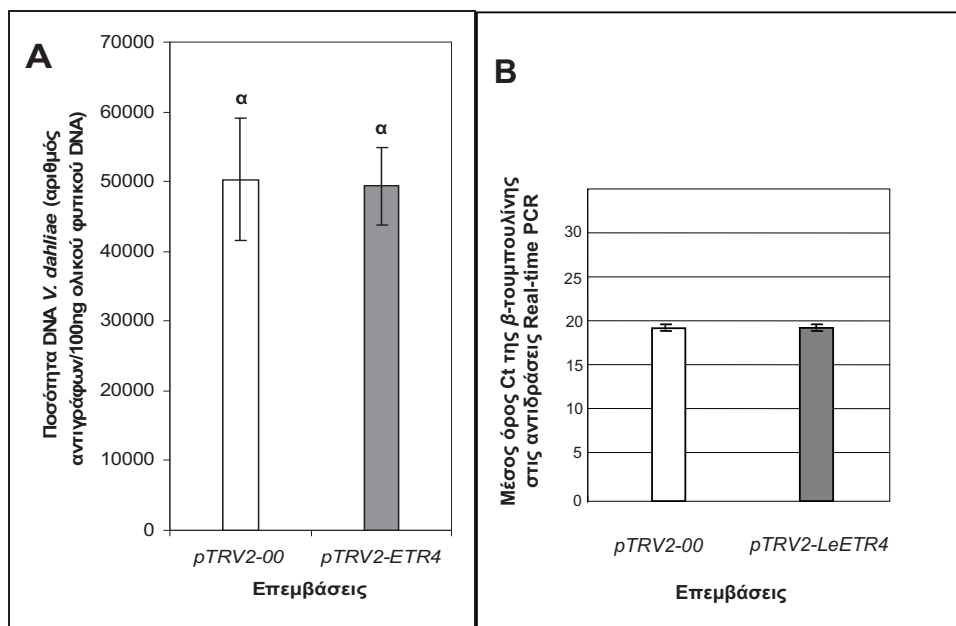 A
Ποσότητα DNA V. dahliae (αριθμός
αντιγράφων/100ng ολικού φυτικού DNA)
70000
60000
50000
40000
30000
20000
10000
0
α
α
pTRV2-00
pTRV2-ETR4
Επεμβάσεις
B
Μέσος όρος Ct της β-τουμπουλίνης
στις αντιδράσεις Real-time PCR
30
25
20
15
10
5
0
pTRV2-00
pTRV2-LeETR4
Επεμβάσεις